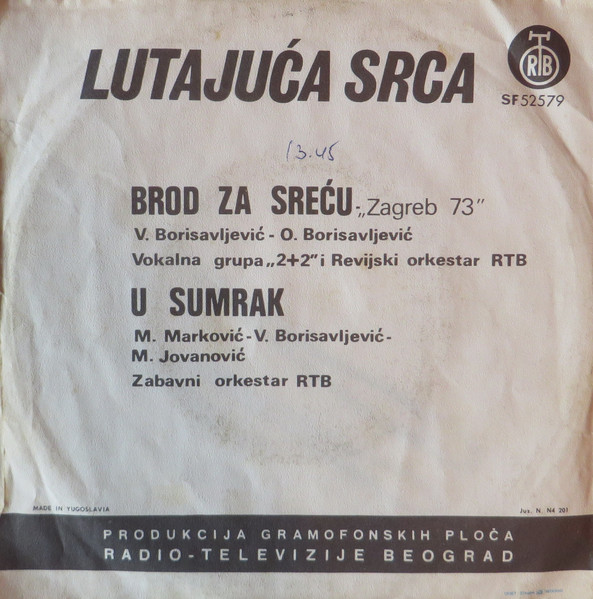 LUTAJUĆA SRCA
RTB
SF 52579
13.45
BROD ZA SREĆU-„Zagreb 73”
V. Borisavljević - O. Borisavljević
Vokalna grupa „2+2” i Revijski orkestar RTB
U SUMRAK
M. Marković - V. Borisavljević -
M. Jovanović
Zabavni orkestar RTB
MADE IN YUGOSLAVIA
Jus. N. N4 201
PRODUKCIJA GRAMOFONSKIH PLOČA
RADIO-TELEVIZIJE BEOGRAD